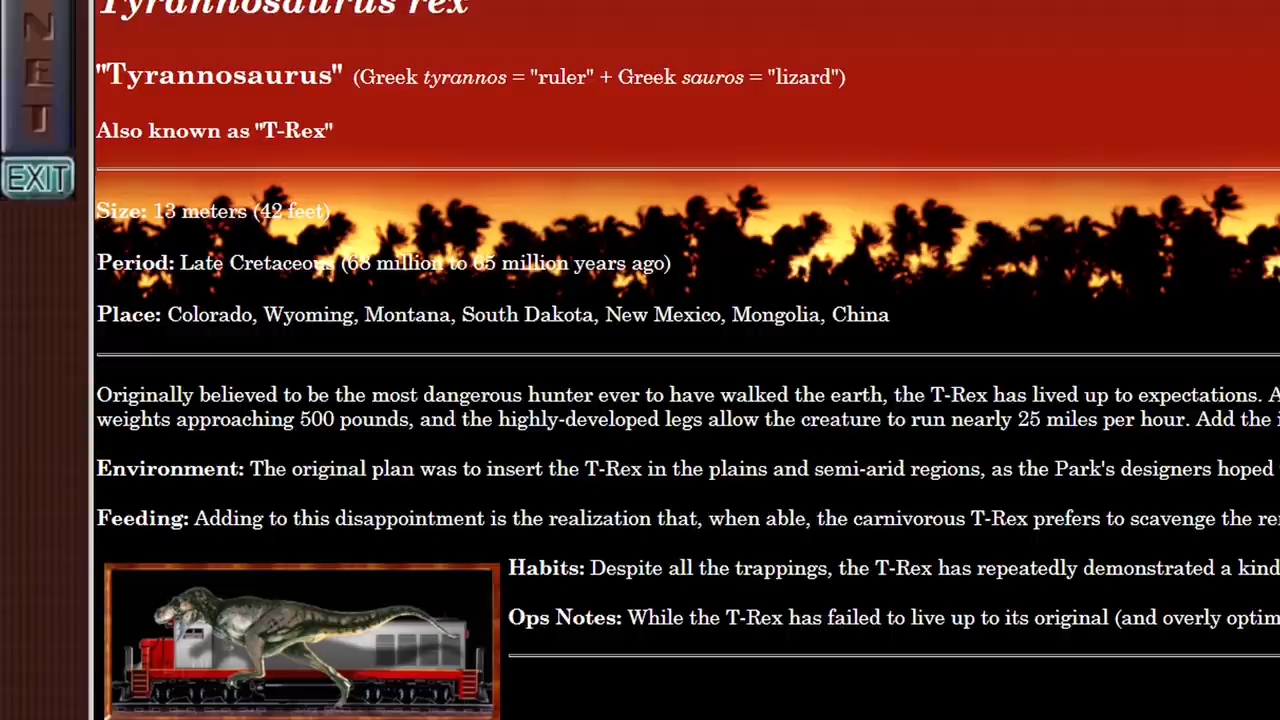 Tyrannosaurus rex
NET
"Tyrannosaurus" (Greek tyrannos = "ruler" + Greek sauros = "lizard")
Also known as "T-Rex"
EXIT
Size: 13 meters (42 feet)
Period: Late Cretaceous (68 million to 65 million years ago)
Place: Colorado, Wyoming, Montana, South Dakota, New Mexico, Mongolia, China
Originally believed to be the most dangerous hunter ever to have walked the earth, the T-Rex has lived up to expectations.
weights approaching 500 pounds, and the highly-developed legs allow the creature to run nearly 25 miles per hour. Add the
Environment: The original plan was to insert the T-Rex in the plains and semi-arid regions, as the Park's designers hoped
Feeding: Adding to this disappointment is the realization that, when able, the carnivorous T-Rex prefers to scavenge the
Habits: Despite all the trappings, the T-Rex has repeatedly demonstrated a kind
Ops Notes: While the T-Rex has failed to live up to its original (and overly